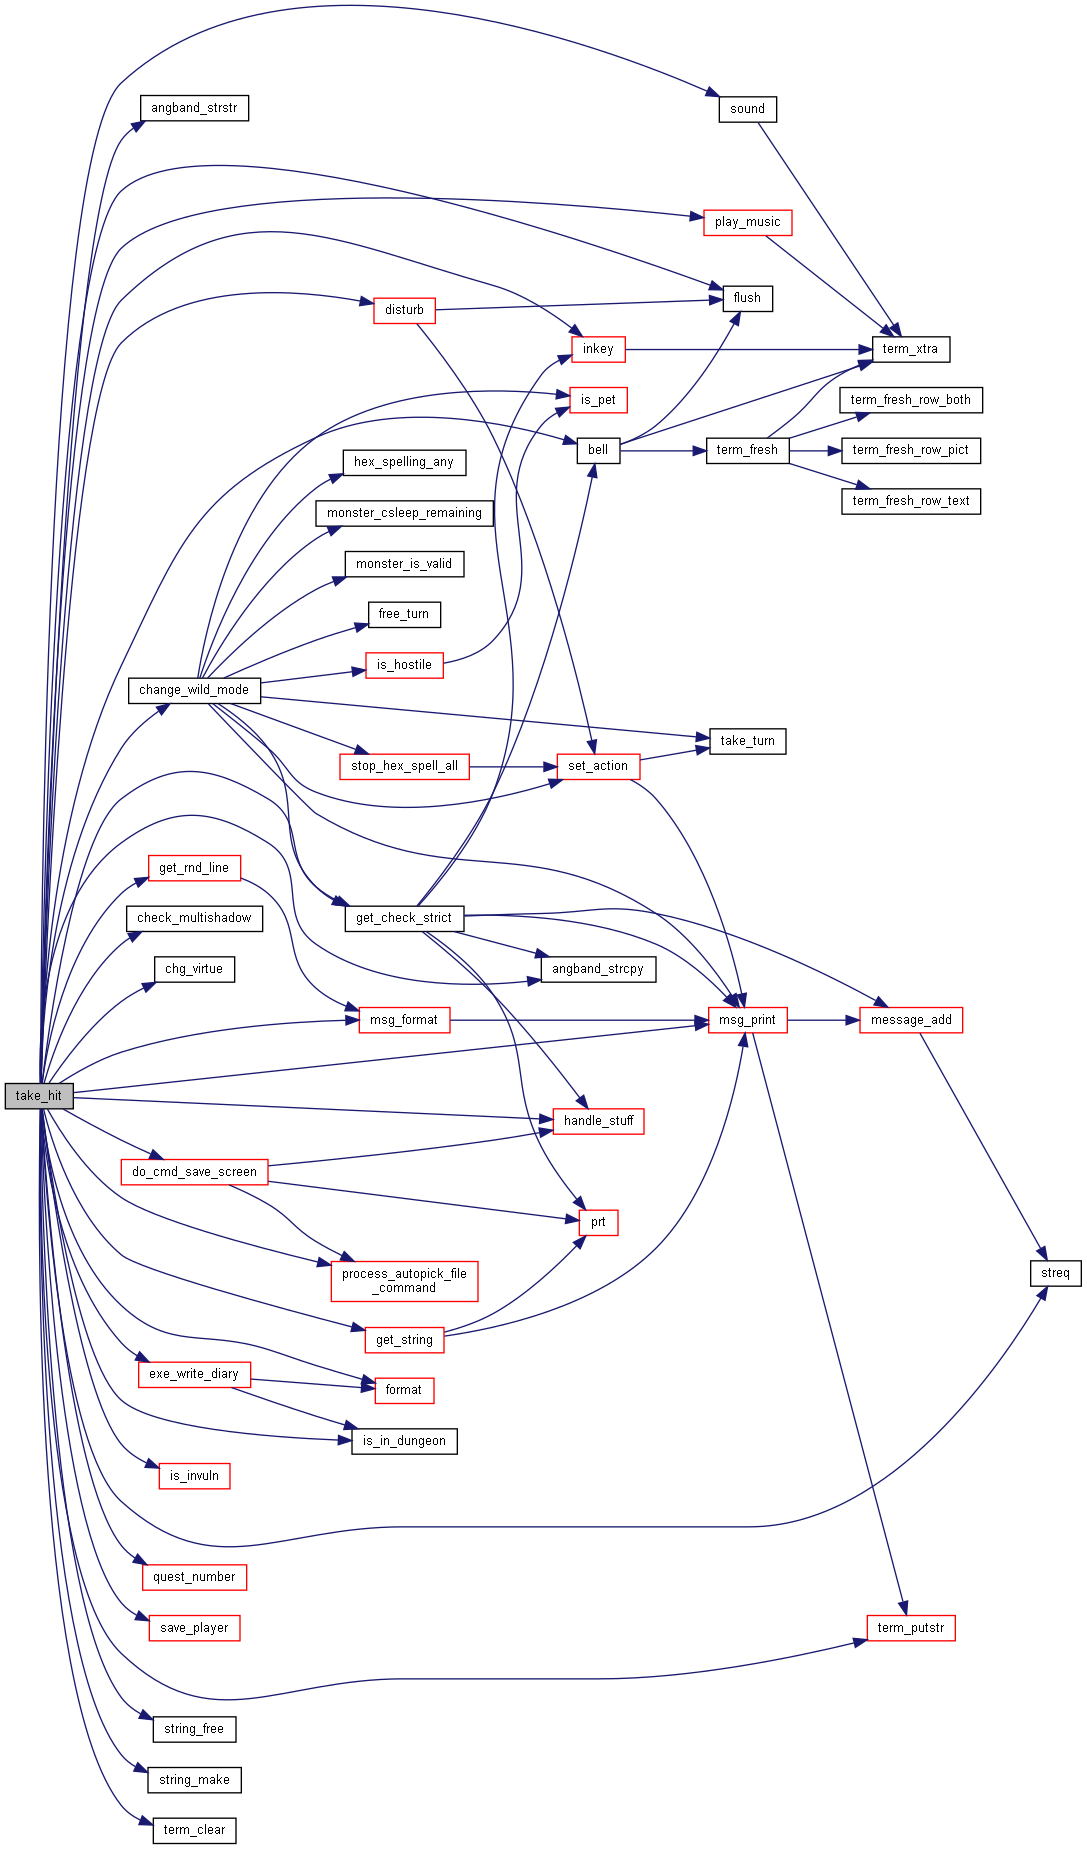 sound
angband_strstr
play_music
flush
disturb
inkey
term_xtra
is_pet
term_fresh_row_both
bell
term_fresh
term_fresh_row_pict
hex_spelling_any
term_fresh_row_text
monster_csleep_remaining
monster_is_valid
free_turn
is_hostile
change_wild_mode
take_turn
stop_hex_spell_all
set_action
get_rnd_line
check_multishadow
get_check_strict
chg_virtue
angband_strcpy
msg_format
msg_print
message_add
take_hit
handle_stuff
do_cmd_save_screen
prt
process_autopick_file
_command
streq
get_string
exe_write_diary
format
is_in_dungeon
is_invuln
quest_number
save_player
term_putstr
string_free
string_make
term_clear